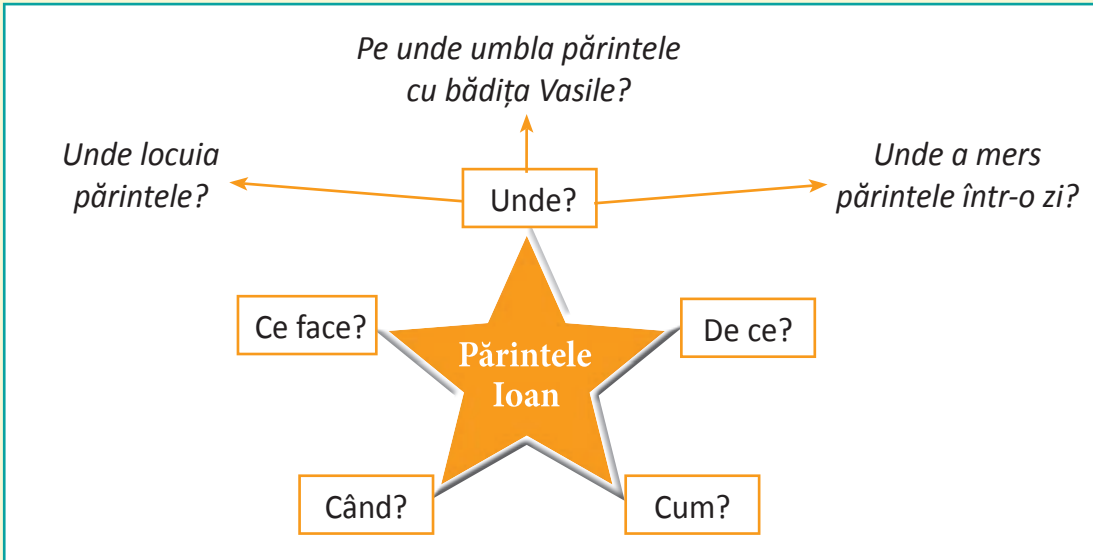 Pe unde umbla părintele
cu bădița Vasile?
Unde locuia
părintele?
Unde a mers
părintele într-o zi?
Unde?
Ce face?
De ce?
Părintele
Ioan
Când?
Cum?